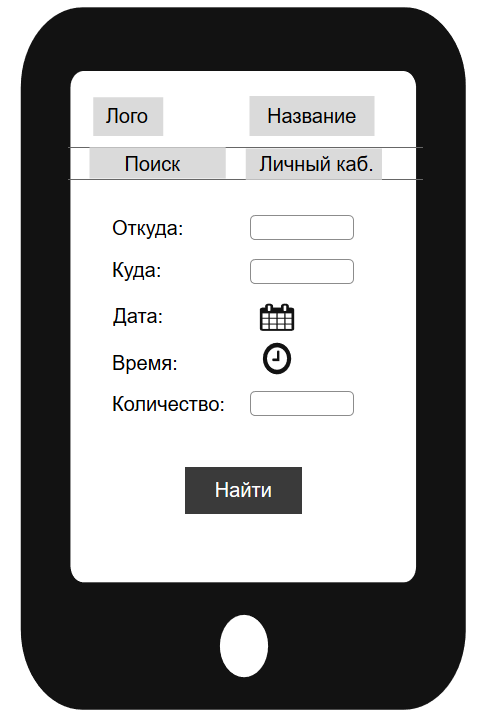 Лого Название
Поиск Личный каб.
Откуда:
Куда:
Дата:
Время:
Количество:
Найти